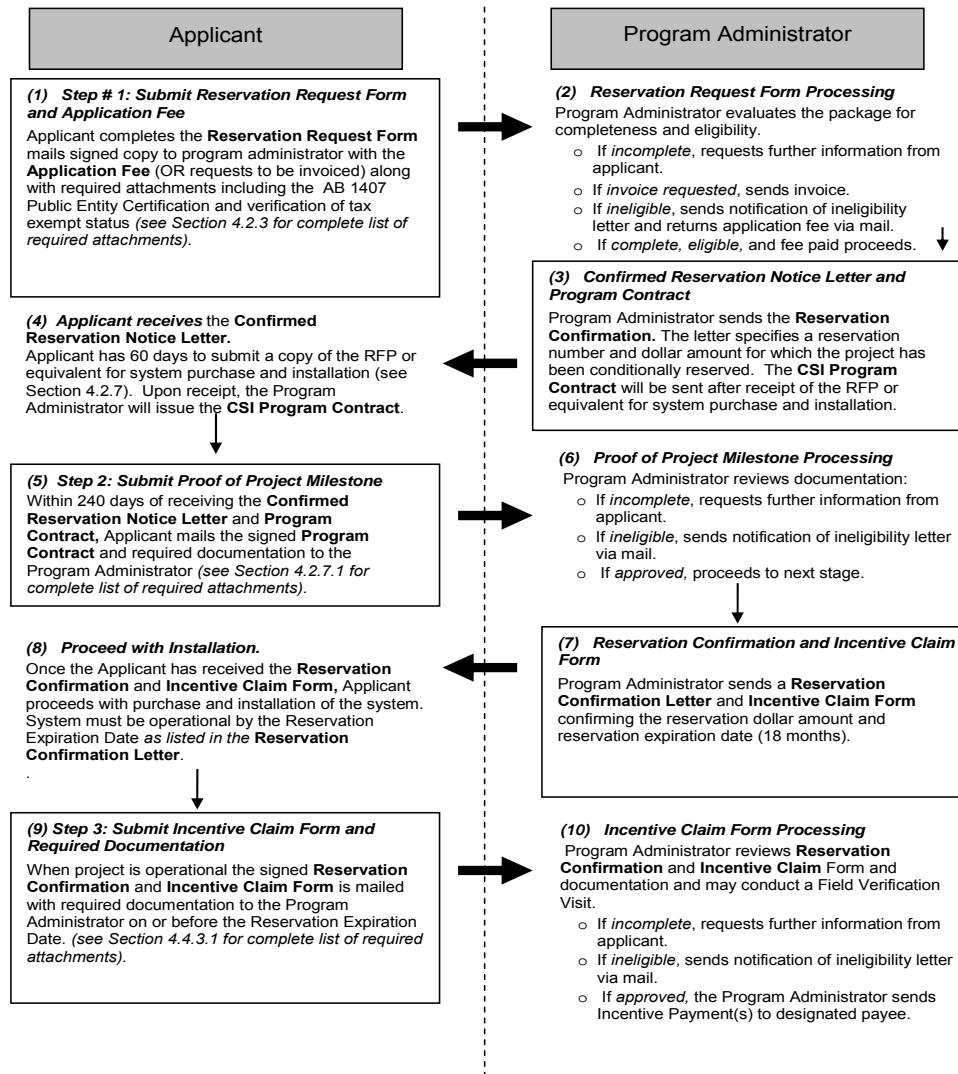 Applicant
Program Administrator
(1) Step # 1: Submit Reservation Request Form
and Application Fee
Applicant completes the Reservation Request Form
mails signed copy to program administrator with the
Application Fee (OR requests to be invoiced) along
with required attachments including the AB 1407
Public Entity Certification and verification of tax
exempt status (see Section 4.2.3 for complete list of
required attachments).
(2) Reservation Request Form Processing
Program Administrator evaluates the package for
completeness and eligibility.
o If incomplete, requests further information from
applicant.
o If invoice requested, sends invoice.
o If ineligible, sends notification of ineligibility
letter and returns application fee via mail.
o If complete, eligible, and fee paid proceeds.
(3) Confirmed Reservation Notice Letter and
Program Contract
Program Administrator sends the Reservation
Confirmation. The letter specifies a reservation
number and dollar amount for which the project has
been conditionally reserved. The CSI Program
Contract will be sent after receipt of the RFP or
equivalent for system purchase and installation.
(4) Applicant receives the Confirmed
Reservation Notice Letter.
Applicant has 60 days to submit a copy of the RFP or
equivalent for system purchase and installation (see
Section 4.2.7). Upon receipt, the Program
Administrator will issue the CSI Program Contract.
(5) Step 2: Submit Proof of Project Milestone
Within 240 days of receiving the Confirmed
Reservation Notice Letter and Program
Contract, Applicant mails the signed Program
Contract and required documentation to the
Program Administrator (see Section 4.2.7.1 for
complete list of required attachments).
(6) Proof of Project Milestone Processing
Program Administrator reviews documentation:
o If incomplete, requests further information from
applicant.
o If ineligible, sends notification of ineligibility letter
via mail.
o If approved, proceeds to next stage.
(7) Reservation Confirmation and Incentive Claim
Form
Program Administrator sends a Reservation
Confirmation Letter and Incentive Claim Form
confirming the reservation dollar amount and
reservation expiration date (18 months).
(8) Proceed with Installation.
Once the Applicant has received the Reservation
Confirmation and Incentive Claim Form, Applicant
proceeds with purchase and installation of the system.
System must be operational by the Reservation
Expiration Date as listed in the Reservation
Confirmation Letter.
.
(9) Step 3: Submit Incentive Claim Form and
Required Documentation
When project is operational the signed Reservation
Confirmation and Incentive Claim Form is mailed
with required documentation to the Program
Administrator on or before the Reservation Expiration
Date. (see Section 4.4.3.1 for complete list of required
attachments).
(10) Incentive Claim Form Processing
Program Administrator reviews Reservation
Confirmation and Incentive Claim Form and
documentation and may conduct a Field Verification
Visit.
o If incomplete, requests further information from
applicant.
o If ineligible, sends notification of ineligibility letter
via mail.
o If approved, the Program Administrator sends
Incentive Payment(s) to designated payee.